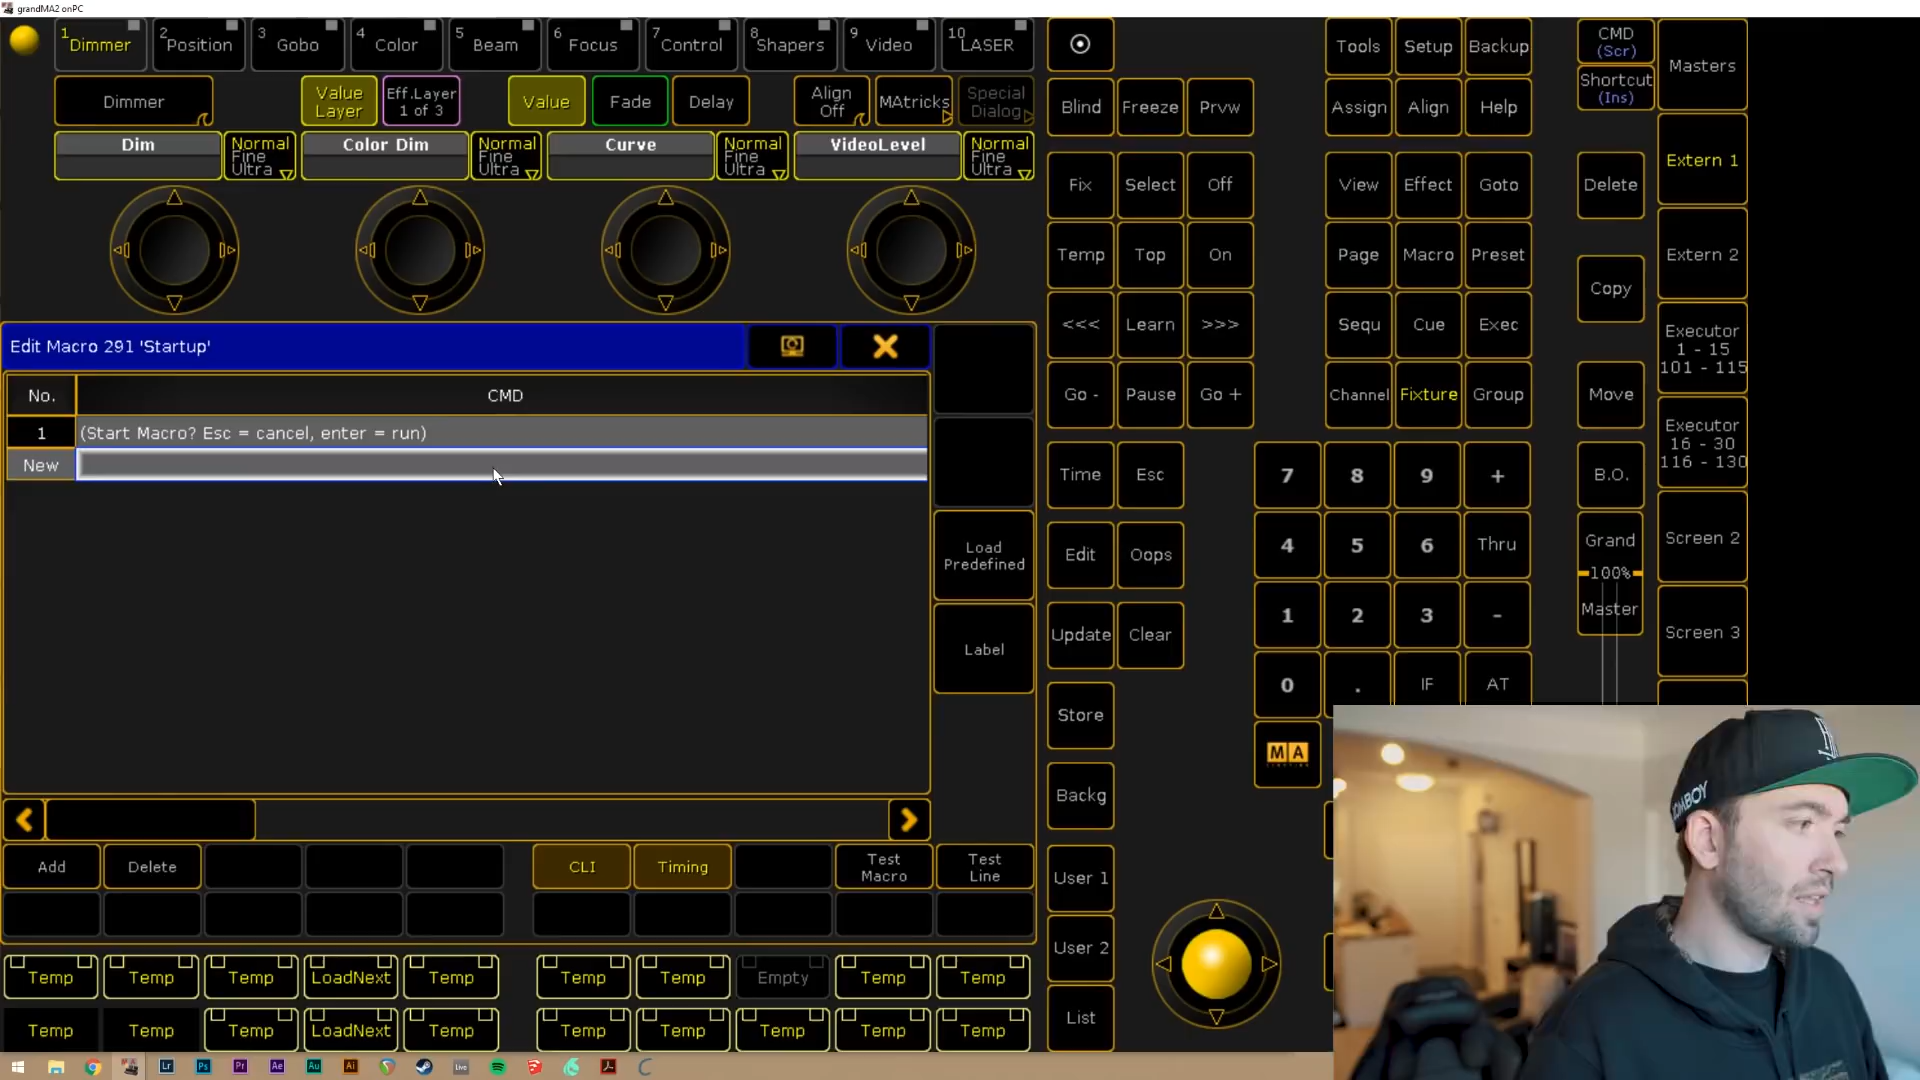 grandMA2 onPC
1 Dimmer
2 Position
3 Gobo
4 Color
5 Beam
6 Focus
7 Control
8 Shapers
9 Video
10 LASER
Dimmer
Value
Layer
Eff.Layer
1 of 3
Value
Fade
Delay
Align
Off
MAtricks
Special
Dialog
Dim
Normal
Fine
Ultra
Color Dim
Normal
Fine
Ultra
Curve
Normal
Fine
Ultra
VideoLevel
Normal
Fine
Ultra
Edit Macro 291 'Startup'
No.
CMD
1
(Start Macro? Esc = cancel, enter = run)
New
Load
Predefined
Label
Add
Delete
CLI
Timing
Test
Macro
Test
Line
Temp
Temp
Temp
LoadNext
Temp
Temp
Temp
Empty
Temp
Temp
Temp
Temp
Temp
LoadNext
Temp
Temp
Temp
Temp
Temp
Temp
Blind
Freeze
Prvw
Fix
Select
Off
Temp
Top
On
<<<
Learn
>>>
Go -
Pause
Go +
Time
Esc
Edit
Oops
Update
Clear
Store
Backg
User 1
User 2
List
Tools
Setup
Backup
Assign
Align
Help
View
Effect
Goto
Page
Macro
Preset
Sequ
Cue
Exec
Channel
Fixture
Group
7
8
9
+
4
5
6
Thru
1
2
3
-
0
.
IF
AT
MA
CMD
(Scr)
Shortcut
(Ins)
Delete
Copy
Move
B.O.
Grand
100%
Master
Masters
Extern 1
Extern 2
Executor
1 - 15
101 - 115
Executor
16 - 30
116 - 130
Screen 2
Screen 3
Lr
Ps
Pr
Ae
Au
Ai
Live